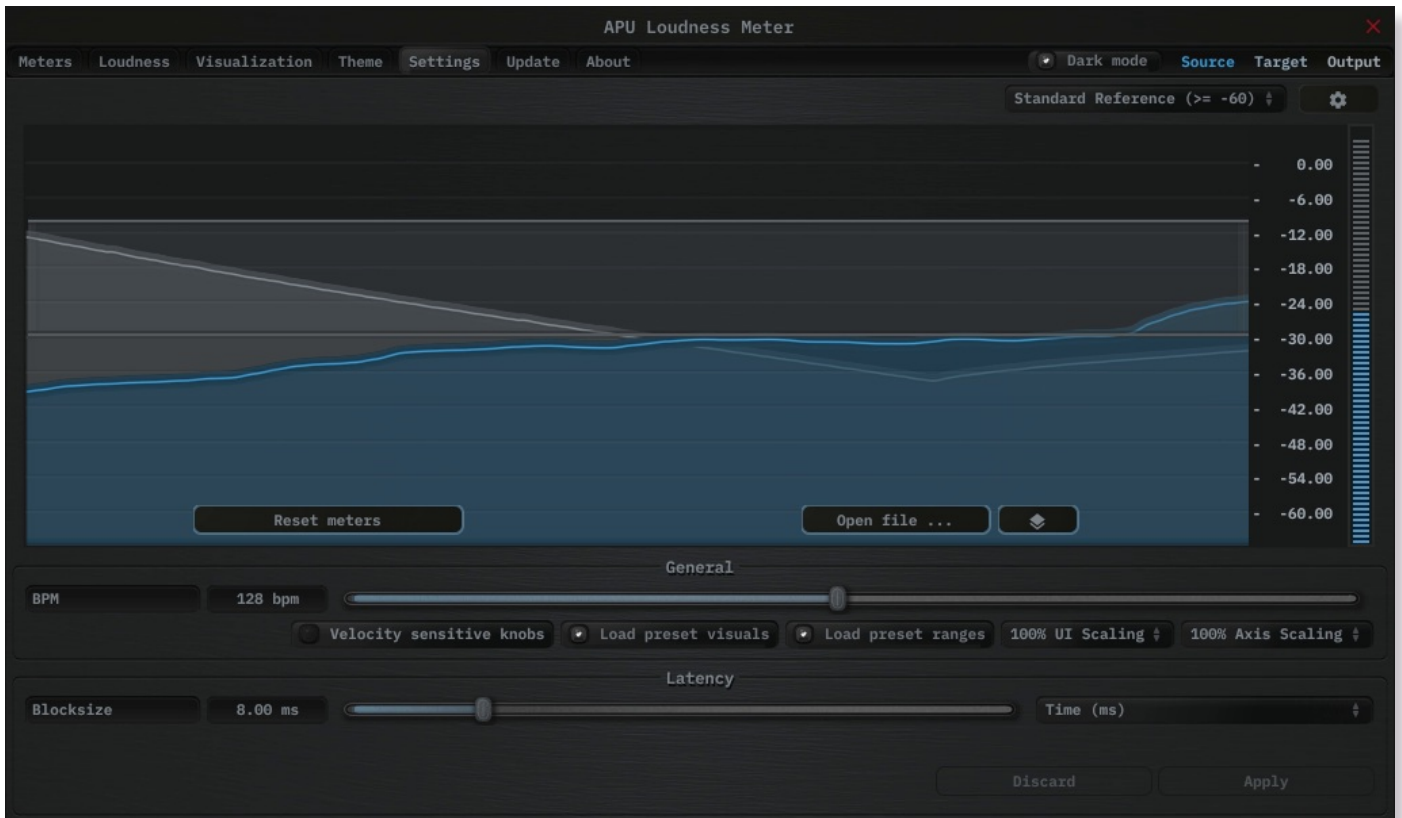 APU Loudness Meter
Meters Loudness Visualization Theme Settings Update About Dark mode Source Target Output
Standard Reference (>= -60)
- 0.00
- -6.00
- -12.00
- -18.00
- -24.00
- -30.00
- -36.00
- -42.00
- -48.00
- -54.00
- -60.00
Reset meters Open file ...
General
BPM 128 bpm
Velocity sensitive knobs Load preset visuals Load preset ranges 100% UI Scaling 100% Axis Scaling
Latency
Blocksize 8.00 ms Time (ms)
Discard Apply